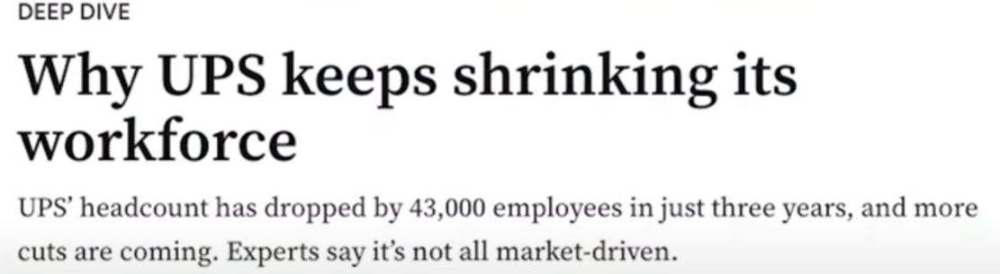 DEEP DIVE
Why UPS keeps shrinking its
workforce
UPS’ headcount has dropped by 43,000 employees in just three years, and more
cuts are coming. Experts say it’s not all market-driven.